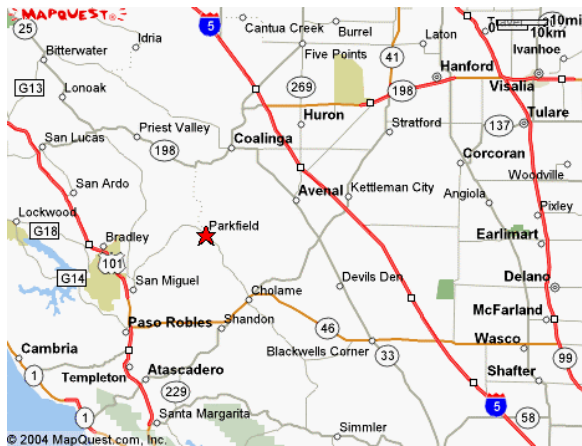 MAPQUEST
10mi
10km
25
Idria
5
Cantua Creek
Burrel
Laton
Bitterwater
Five Points
41
Ivanhoe
G13
Lonoak
Hanford
Visalia
269
198
Huron
Tulare
Priest Valley
Stratford
137
San Lucas
198
Coalinga
Corcoran
Woodville
San Ardo
Avenal
Kettleman City
Angiola
Lockwood
Pixley
G18
Bradley
Parkfield
Earlimart
101
G14
San Miguel
Devils Den
Delano
Cholame
McFarland
Paso Robles
Shandon
46
Wasco
Cambria
Blackwells Corner
33
99
1
Templeton
Atascadero
Shafter
229
5
1
Santa Margarita
58
Simmler
© 2004 MapQuest.com, Inc.